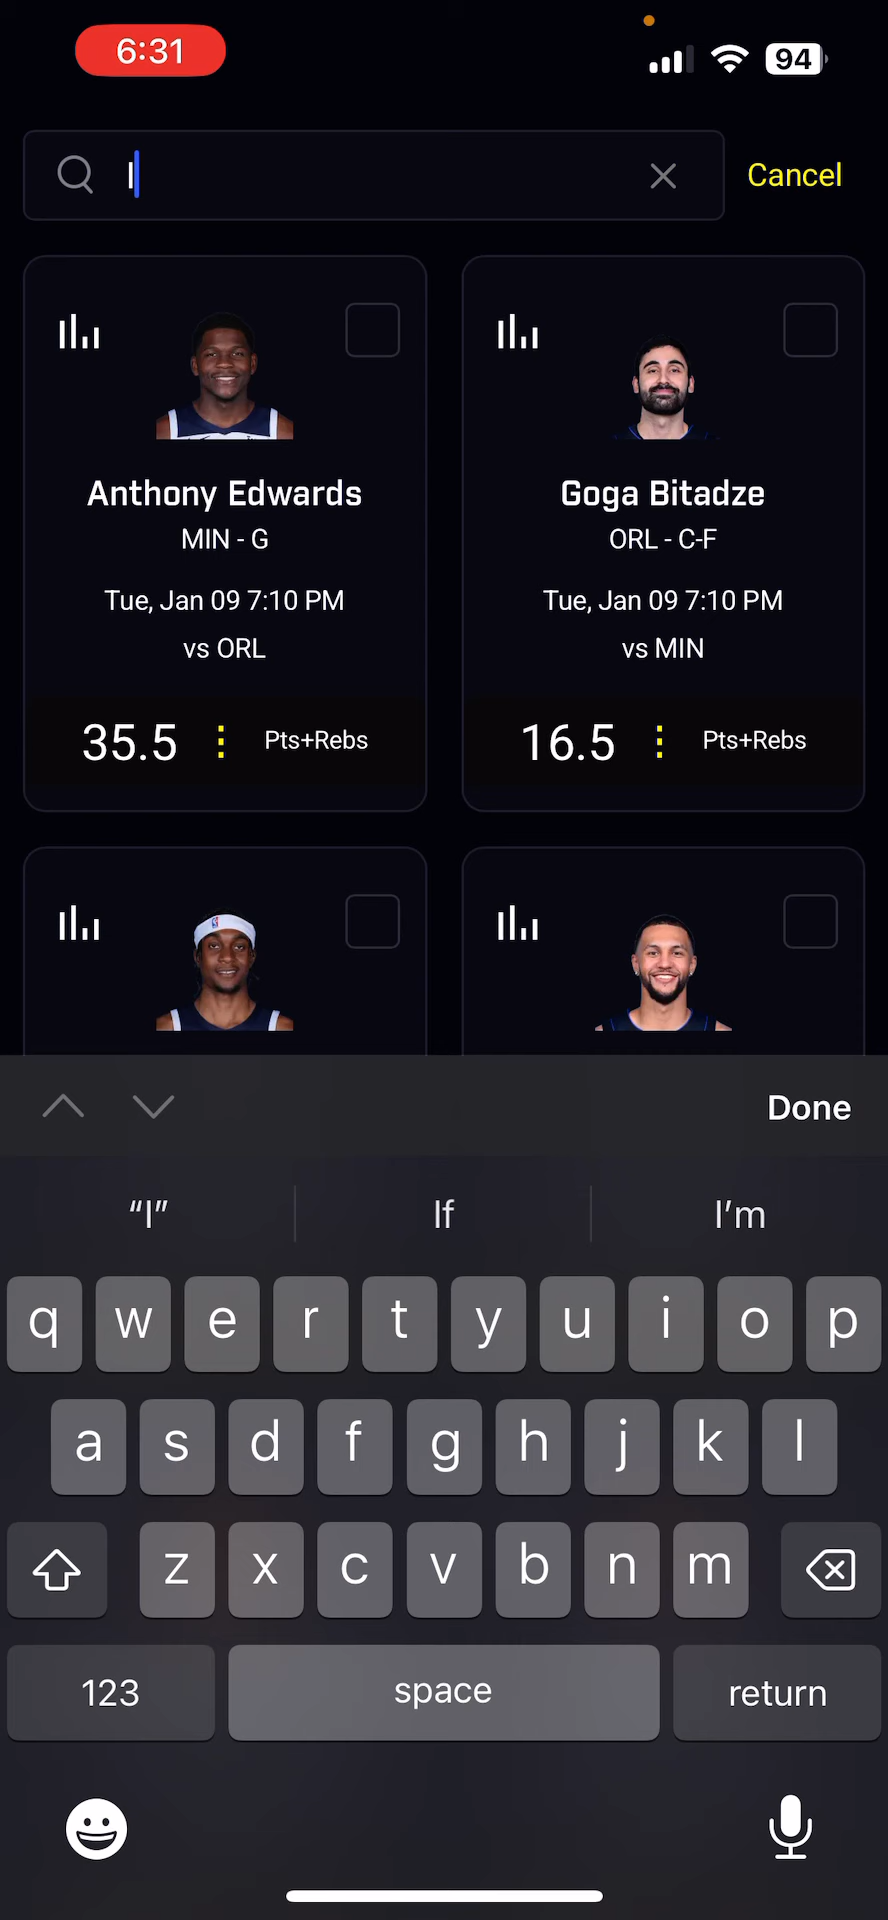 6:31
94
I
Cancel
Anthony Edwards
MIN - G
Tue, Jan 09 7:10 PM
vs ORL
35.5
Pts+Rebs
Goga Bitadze
ORL - C-F
Tue, Jan 09 7:10 PM
vs MIN
16.5
Pts+Rebs
Done
“I”
If
I’m
q w e r t y u i o p
a s d f g h j k l
z x c v b n m
123
space
return